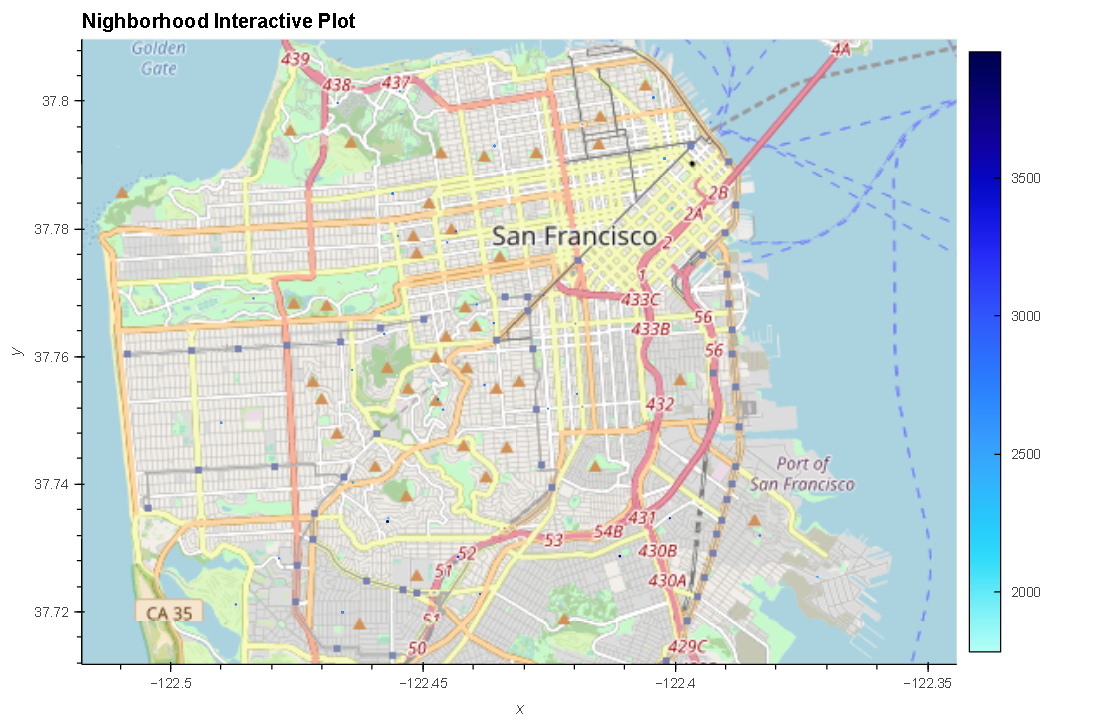 Nighborhood Interactive Plot
Golden
Gate
439
438
437
4A
2B
2A
2
San Francisco
1
433C
56
433B
56
432
Port of
San Francisco
431
54B
53
52
430B
51
430A
CA 35
51
50
429C
37.8
37.78
37.76
37.74
37.72
y
−122.5
−122.45
−122.4
−122.35
x
3500
3000
2500
2000